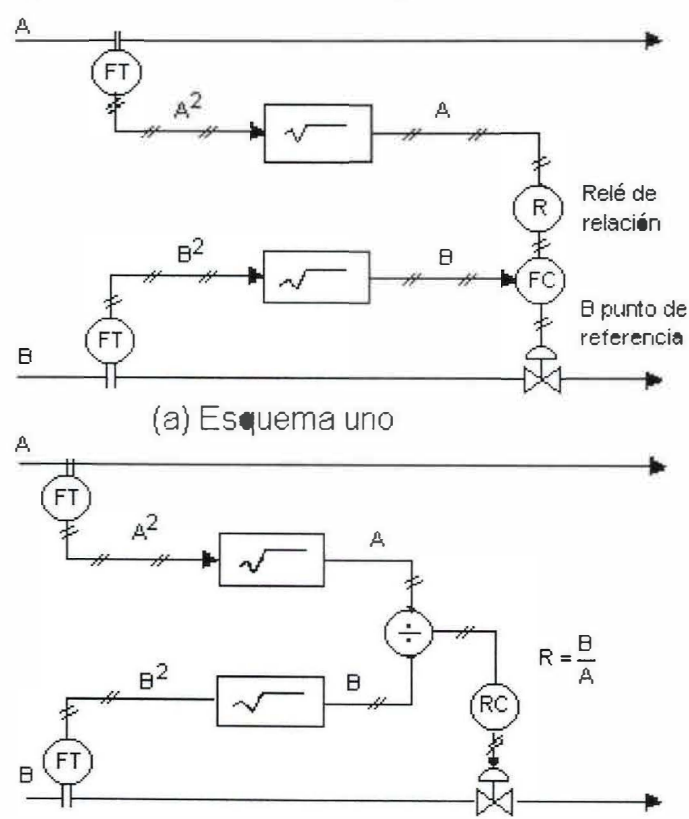 A
FT
A²
√
A
R
Relé de
relación
B²
√
B
FC
B punto de
referencia
FT
B
(a) Esquema uno
A
FT
A²
√
A
÷
R = B/A
B²
√
B
RC
FT
B